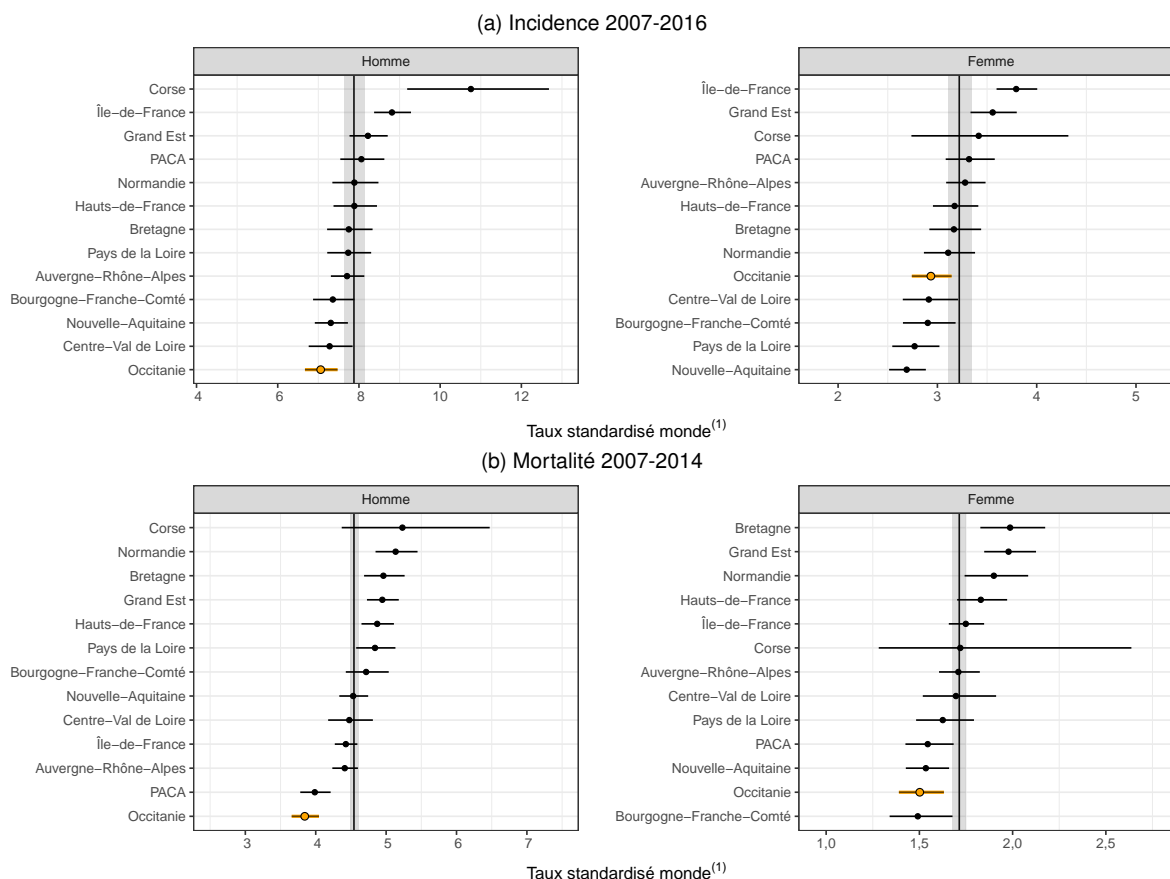 (a) Incidence 2007-2016
Homme
Corse
Île−de−France
Grand Est
PACA
Normandie
Hauts−de−France
Bretagne
Pays de la Loire
Auvergne−Rhône−Alpes
Bourgogne−Franche−Comté
Nouvelle−Aquitaine
Centre−Val de Loire
Occitanie
4 6 8 10 12
Femme
Île−de−France
Grand Est
Corse
PACA
Auvergne−Rhône−Alpes
Hauts−de−France
Bretagne
Normandie
Occitanie
Centre−Val de Loire
Bourgogne−Franche−Comté
Pays de la Loire
Nouvelle−Aquitaine
2 3 4 5
Taux standardisé monde(1)
(b) Mortalité 2007-2014
Homme
Corse
Normandie
Bretagne
Grand Est
Hauts−de−France
Pays de la Loire
Bourgogne−Franche−Comté
Nouvelle−Aquitaine
Centre−Val de Loire
Île−de−France
Auvergne−Rhône−Alpes
PACA
Occitanie
3 4 5 6 7
Femme
Bretagne
Grand Est
Normandie
Hauts−de−France
Île−de−France
Corse
Auvergne−Rhône−Alpes
Centre−Val de Loire
Pays de la Loire
PACA
Nouvelle−Aquitaine
Occitanie
Bourgogne−Franche−Comté
1,0 1,5 2,0 2,5
Taux standardisé monde(1)